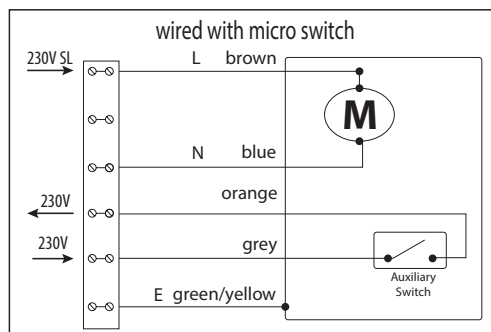 wired with micro switch
230V SL
L brown
M
N blue
orange
230V
230V
grey
Auxiliary
Switch
E green/yellow